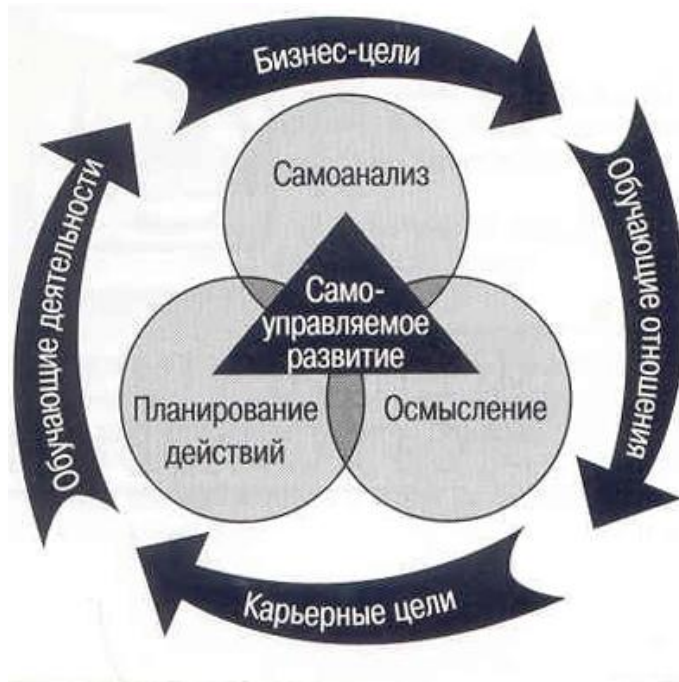 Бизнес-цели
Обучающие отношения
Карьерные цели
Обучающие деятельности
Самоанализ
Само-
управляемое
развитие
Планирование
действий
Осмысление